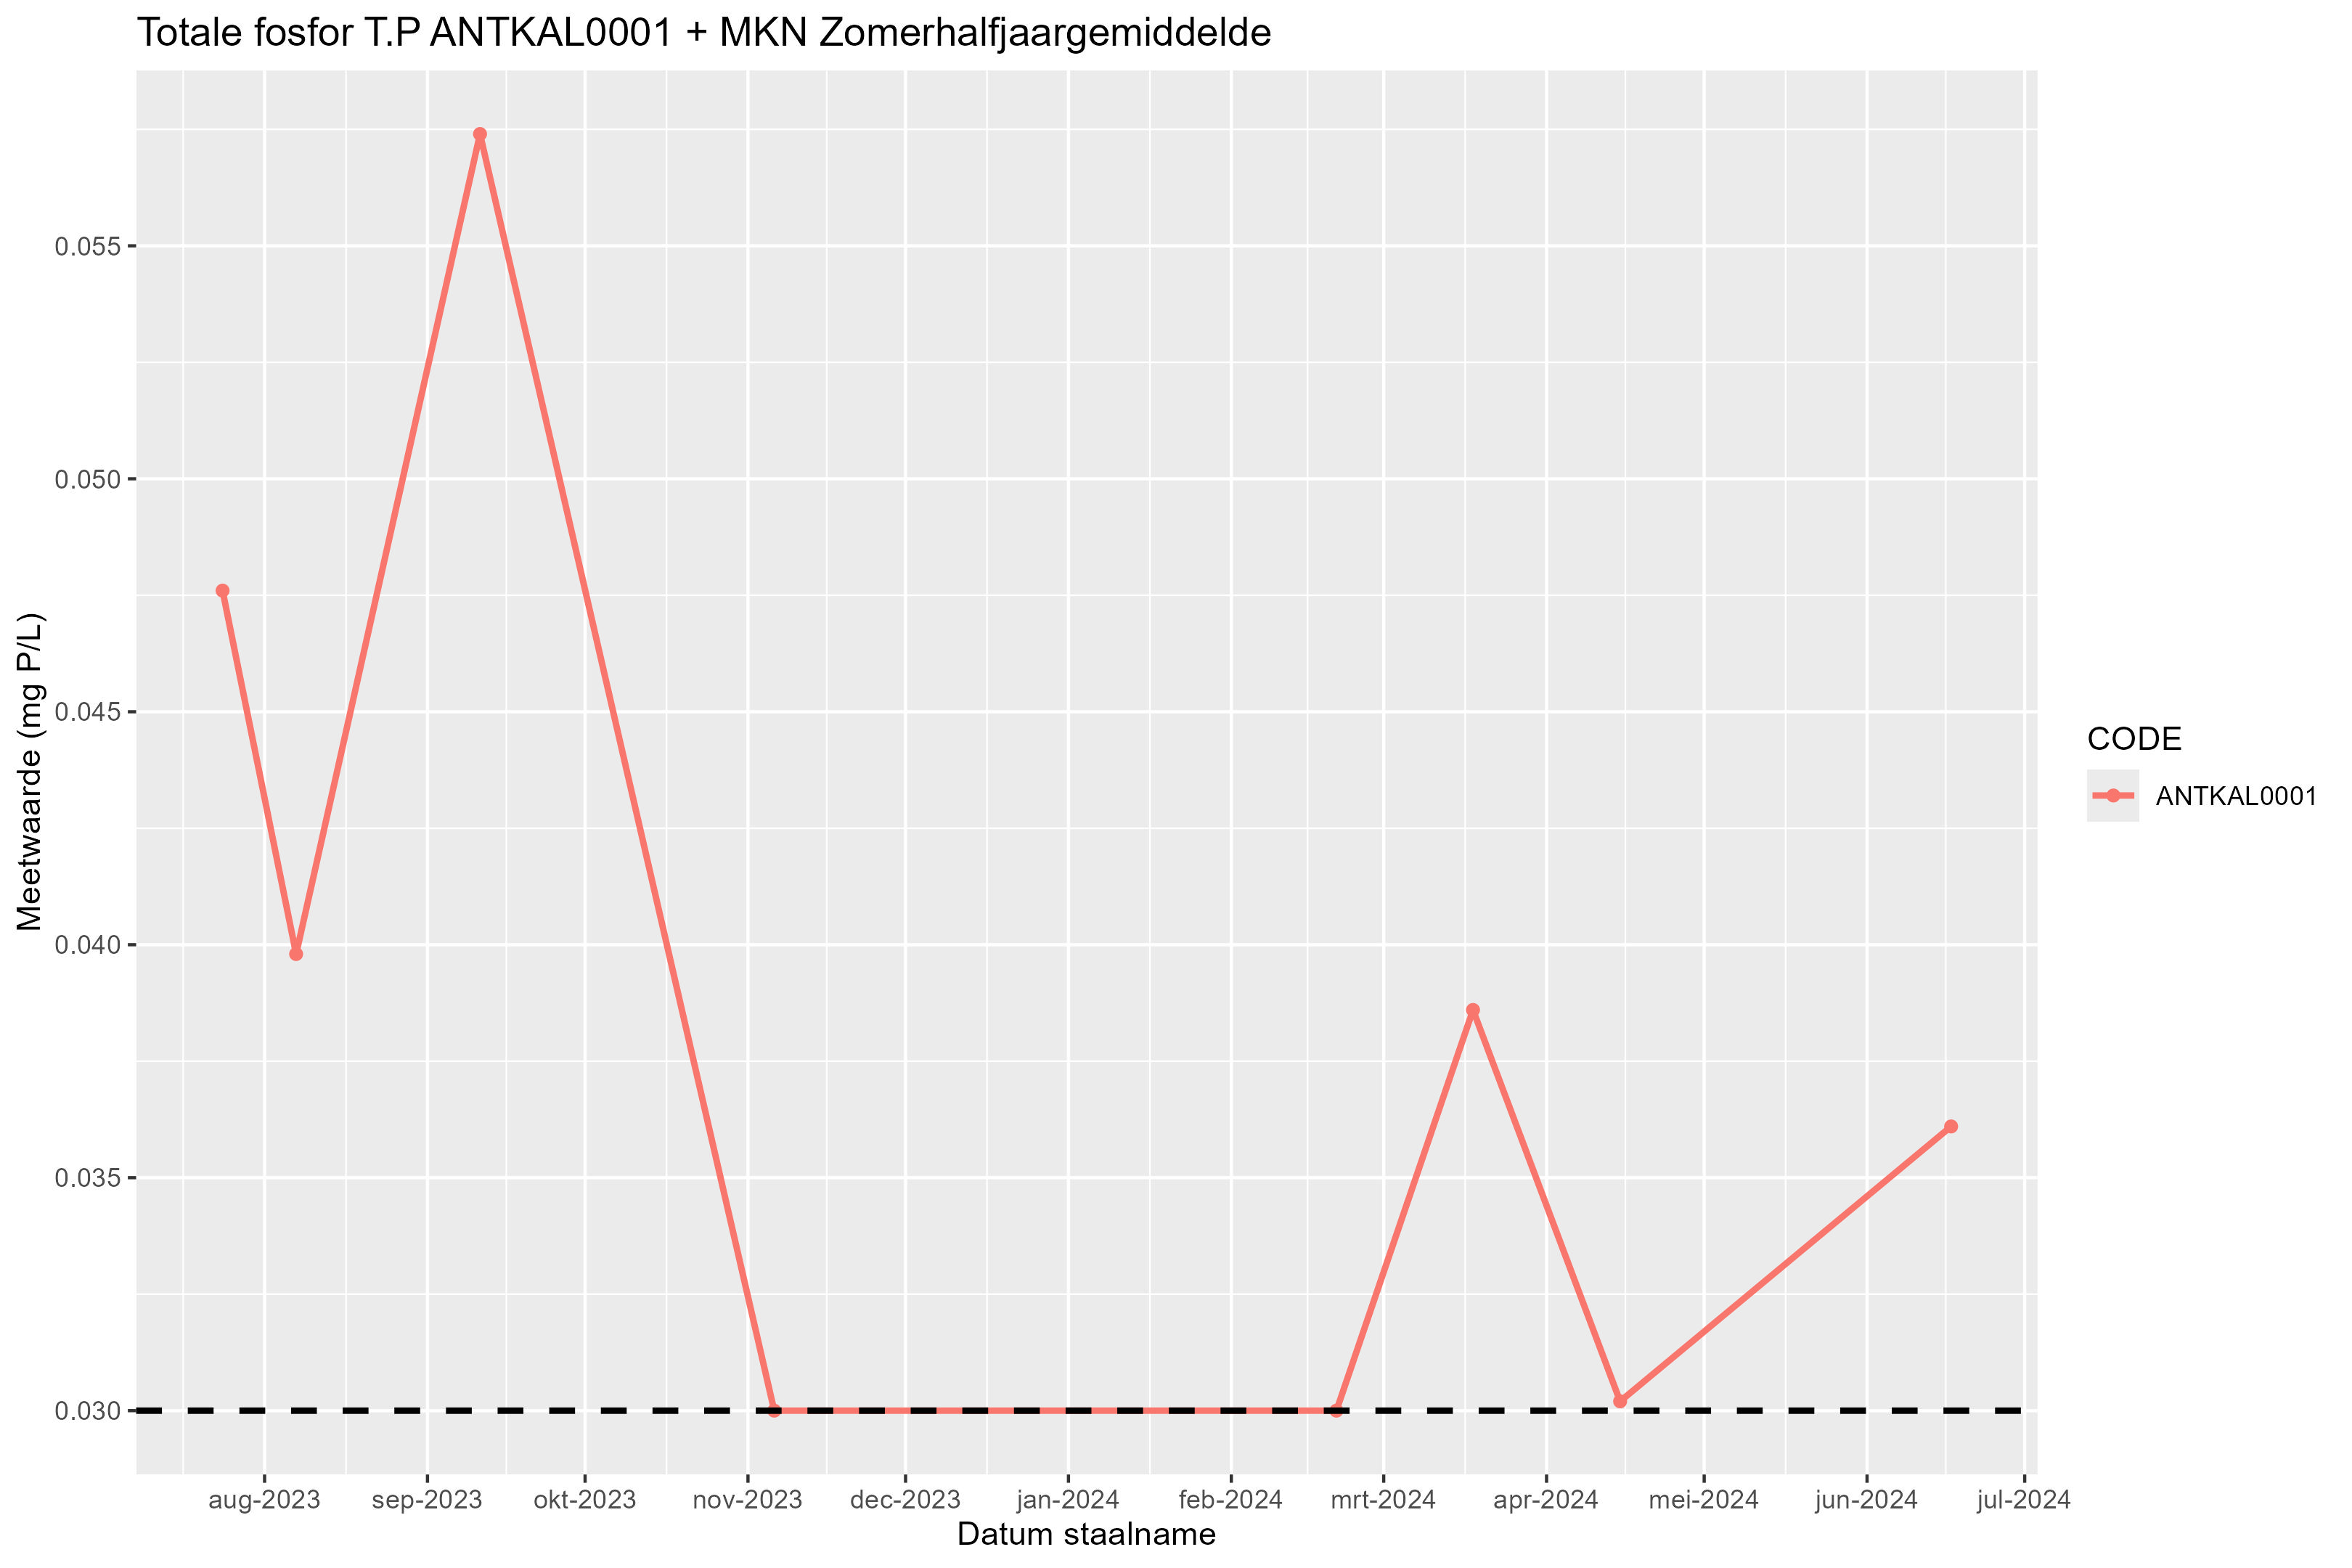 Totale fosfor T.P ANTKAL0001 + MKN Zomerhalfjaargemiddelde
Meetwaarde (mg P/L)
0.055
0.050
0.045
0.040
0.035
0.030
aug-2023 sep-2023 okt-2023 nov-2023 dec-2023 jan-2024 feb-2024 mrt-2024 apr-2024 mei-2024 jun-2024 jul-2024
Datum staalname
CODE
ANTKAL0001